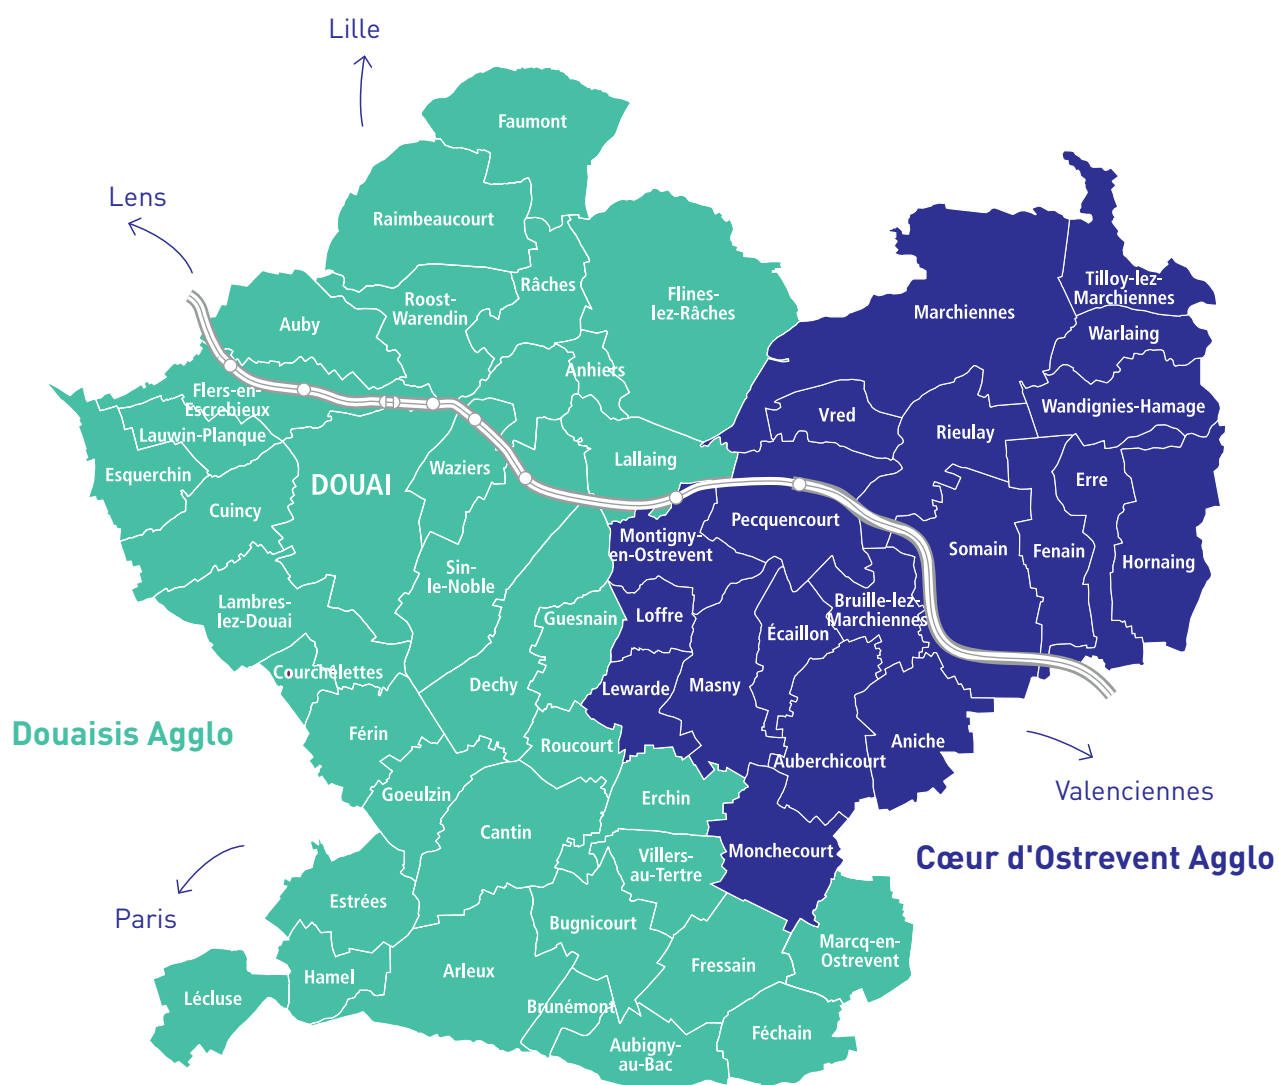 Lille
Faumont
Lens
Raimbeaucourt
Râches
Tilloy-lez-
Marchiennes
Roost-
Warendin
Flines-
lez-Râches
Marchiennes
Auby
Warlaing
Anhiers
Flers-en-
Escrebieux
Wandignies-Hamage
Vred
Rieulay
Lauwin-Planque
Lallaing
Waziers
Esquerchin
DOUAI
Erre
Cuincy
Pecquencourt
Montigny-
en-Ostrevent
Somain
Fenain
Hornaing
Sin-
le-Noble
Lambres-
lez-Douai
Bruille-lez-
Marchiennes
Guesnain
Loffre
Écaillon
Courchelettes
Dechy
Lewarde
Masny
Douaisis Agglo
Férin
Roucourt
Aniche
Auberchicourt
Goeulzin
Erchin
Valenciennes
Cantin
Villers-
au-Tertre
Monchecourt
Cœur d'Ostrevent Agglo
Estrées
Paris
Bugnicourt
Marcq-en-
Ostrevent
Fressain
Arleux
Hamel
Lécluse
Brunémont
Féchain
Aubigny-
au-Bac